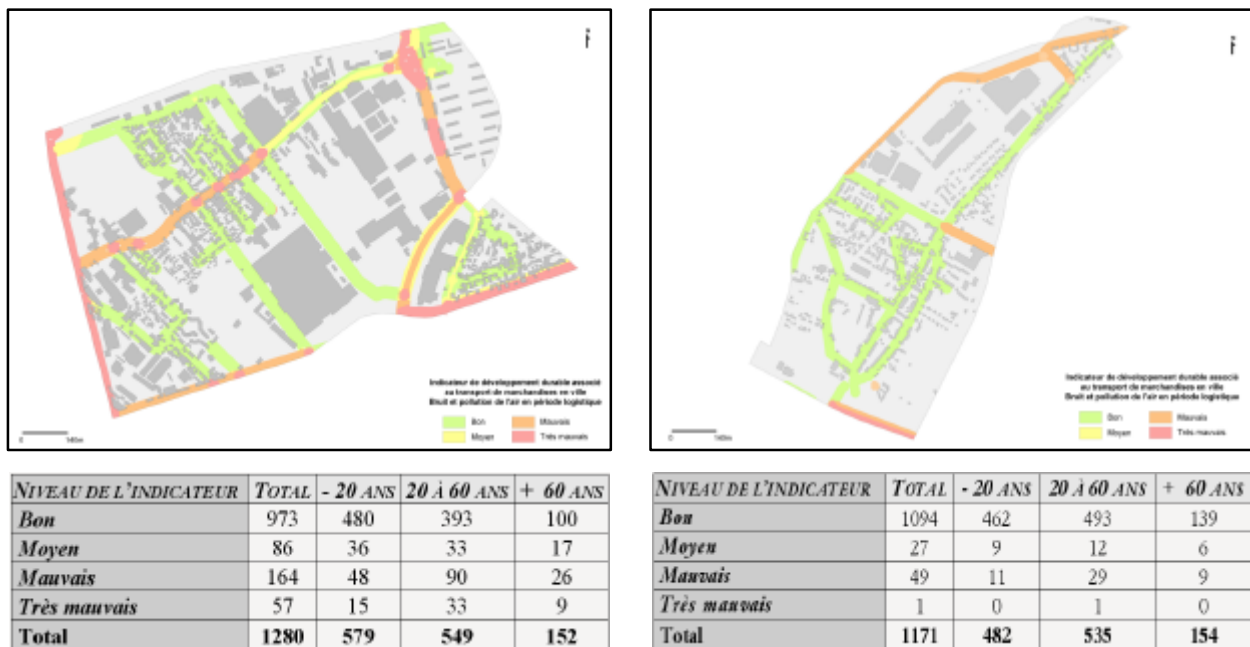 Indicateur de développement durable associé
au transport de marchandises en ville
Bruit et pollution de l'air en période logistique
Bon
Mauvais
Moyen
Très mauvais
140m
Indicateur de développement durable associé
au transport de marchandises en ville
Bruit et pollution de l'air en période logistique
Bon
Mauvais
Moyen
Très mauvais
0
140m
NIVEAU DE L'INDICATEUR TOTAL - 20 ANS 20 À 60 ANS + 60 ANS
Bon 973 480 393 100
Moyen 86 36 33 17
Mauvais 164 48 90 26
Très mauvais 57 15 33 9
Total 1280 579 549 152
NIVEAU DE L'INDICATEUR TOTAL - 20 ANS 20 À 60 ANS + 60 ANS
Bon 1094 462 493 139
Moyen 27 9 12 6
Mauvais 49 11 29 9
Très mauvais 1 0 1 0
Total 1171 482 535 154